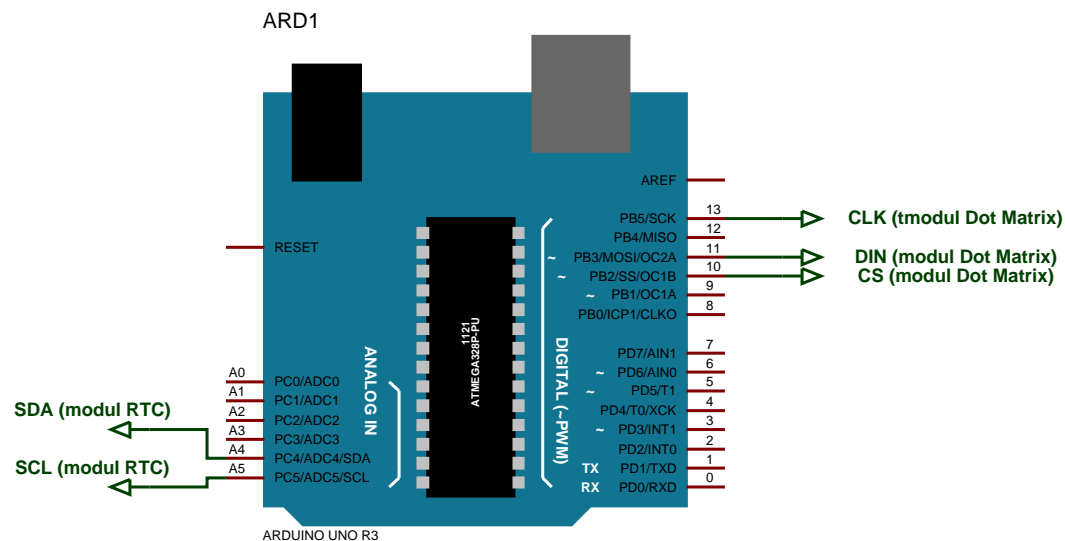 ARD1
AREF
PB5/SCK 13 CLK (tmodul Dot Matrix)
PB4/MISO 12
RESET
~ PB3/MOSI/OC2A 11 DIN (modul Dot Matrix)
~ PB2/SS/OC1B 10 CS (modul Dot Matrix)
~ PB1/OC1A 9
PB0/ICP1/CLKO 8
1121
ATMEGA328P-PU
DIGITAL (~PWM)
ANALOG IN
PD7/AIN1 7
~ PD6/AIN0 6
~ PD5/T1 5
PD4/T0/XCK 4
~ PD3/INT1 3
PD2/INT0 2
TX PD1/TXD 1
RX PD0/RXD 0
A0 PC0/ADC0
A1 PC1/ADC1
SDA (modul RTC)
A2 PC2/ADC2
A3 PC3/ADC3
A4 PC4/ADC4/SDA
SCL (modul RTC)
A5 PC5/ADC5/SCL
ARDUINO UNO R3